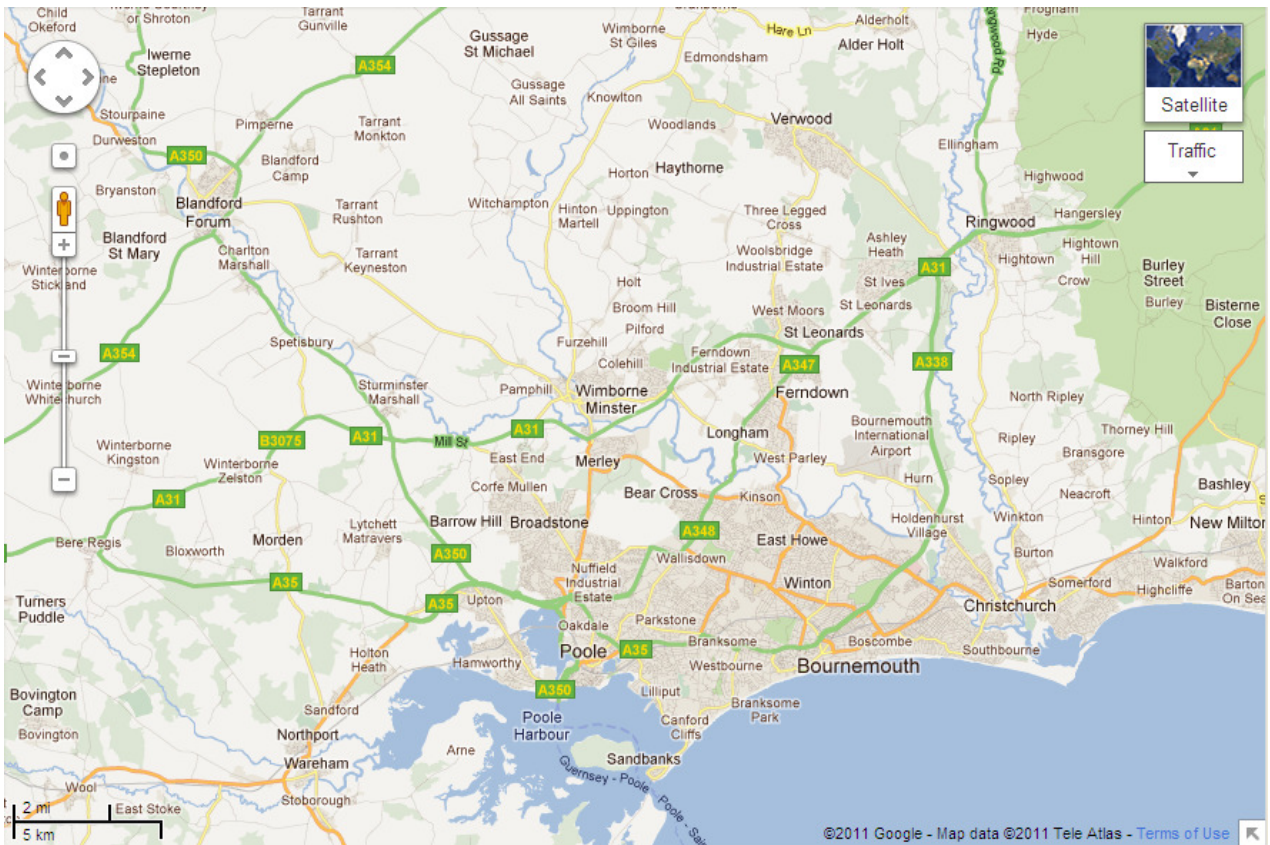 Child
Okeford
or Shroton
Tarrant
Gunville
Iwerne
Stepleton
A354
Gussage
St Michael
Wimborne
St Giles
Hare Ln
Alderholt
Alder Holt
Edmondsham
Hyde
Satellite
Traffic
Stourpaine
Durweston
Pimperne
Tarrant
Monkton
Gussage
All Saints
Knowlton
Woodlands
Verwood
Ellingham
A350
Blandford
Camp
Bryanston
Blandford
Forum
Tarrant
Rushton
Witchampton
Horton
Haythorne
Hinton
Martell
Uppington
Three Legged
Cross
Highwood
Ringwood
Hangersley
Blandford
St Mary
Charlton
Marshall
Tarrant
Keyneston
Woolsbridge
Industrial Estate
Ashley
Heath
Hightown
Hightown
Hill
Crow
A31
St Ives
Burley
Street
Burley
Bisterne
Close
Holt
Broom Hill
Pilford
West Moors
St Leonards
St Leonards
A354
Spetisbury
Furzehill
Colehill
Ferndown
Industrial Estate
A347
A338
Sturminster
Marshall
Pamphill
Wimborne
Minster
Ferndown
North Ripley
Winterborne
Kingston
B3075
A31
Mill St
A31
Longham
Bournemouth
International
Airport
Ripley
Thorney Hill
Bransgore
Winterborne
Zelston
East End
Merley
West Parley
Hurn
Sopley
Neacroft
Bashley
A31
Corfe Mullen
Bear Cross
Kinson
Bere Regis
Bloxworth
Morden
Lytchett
Matravers
Barrow Hill
Broadstone
A348
East Howe
Holdenhurst
Village
Winkton
Hinton
New Milton
A350
Wallisdown
Burton
Walkford
A35
Nuffield
Industrial
Estate
Winton
Somerford
Highcliffe
Barton
On Sea
Turners
Puddle
A35
Upton
Christchurch
Oakdale
Parkstone
Holton
Heath
Hamworthy
Poole
A35
Branksome
Boscombe
Southbourne
Westbourne
Bournemouth
Bovington
Camp
Bovington
A350
Lilliput
Branksome
Park
Sandford
Poole
Harbour
Canford
Cliffs
Northport
Arne
Wareham
Sandbanks
Guernsey - Poole
Wool
East Stoke
Stoborough
2 mi
5 km
©2011 Google - Map data ©2011 Tele Atlas - Terms of Use